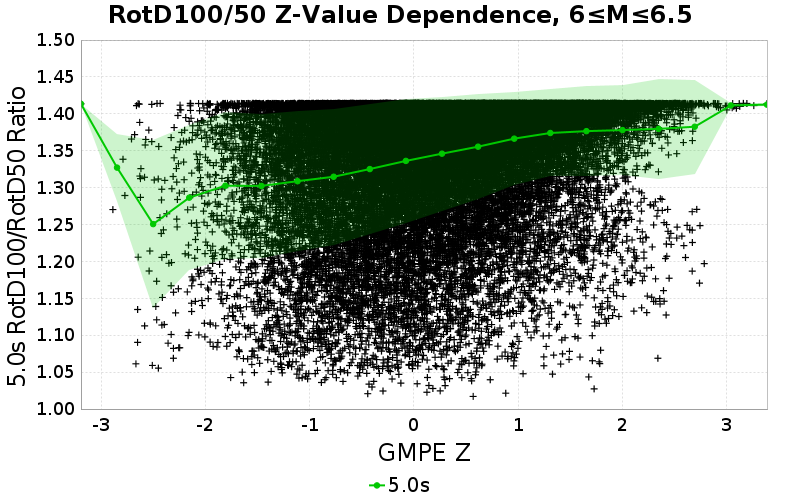 RotD100/50 Z-Value Dependence, 6≤M≤6.5
1.50
1.45
1.40
1.35
1.30
1.25
1.20
1.15
1.10
1.05
1.00
5.0s RotD100/RotD50 Ratio
-3 -2 -1 0 1 2 3
GMPE Z
5.0s